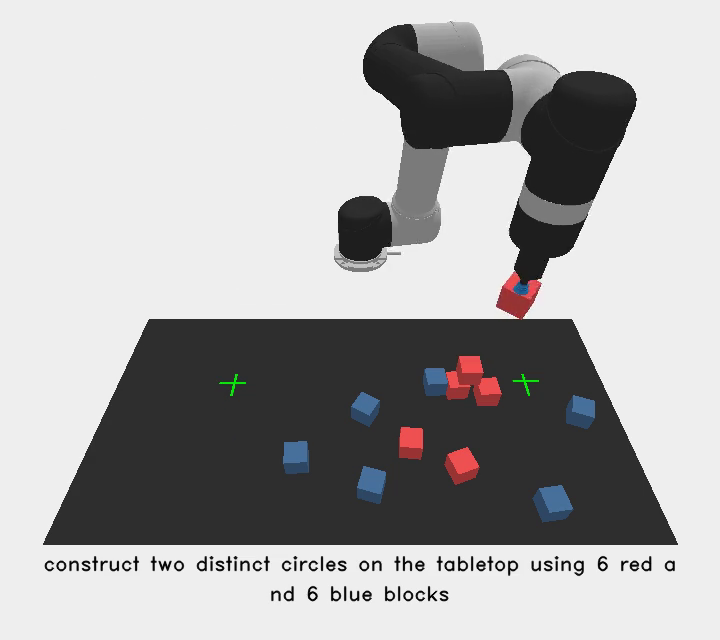 construct two distinct circles on the tabletop using 6 red a
nd 6 blue blocks